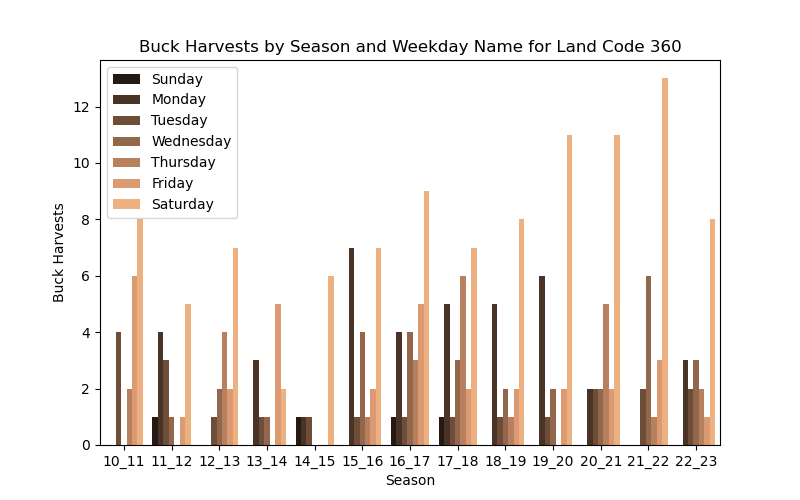 Buck Harvests by Season and Weekday Name for Land Code 360
Sunday
Monday
Tuesday
Wednesday
Thursday
Friday
Saturday
12
10
8
6
4
2
0
Buck Harvests
10_11 11_12 12_13 13_14 14_15 15_16 16_17 17_18 18_19 19_20 20_21 21_22 22_23
Season